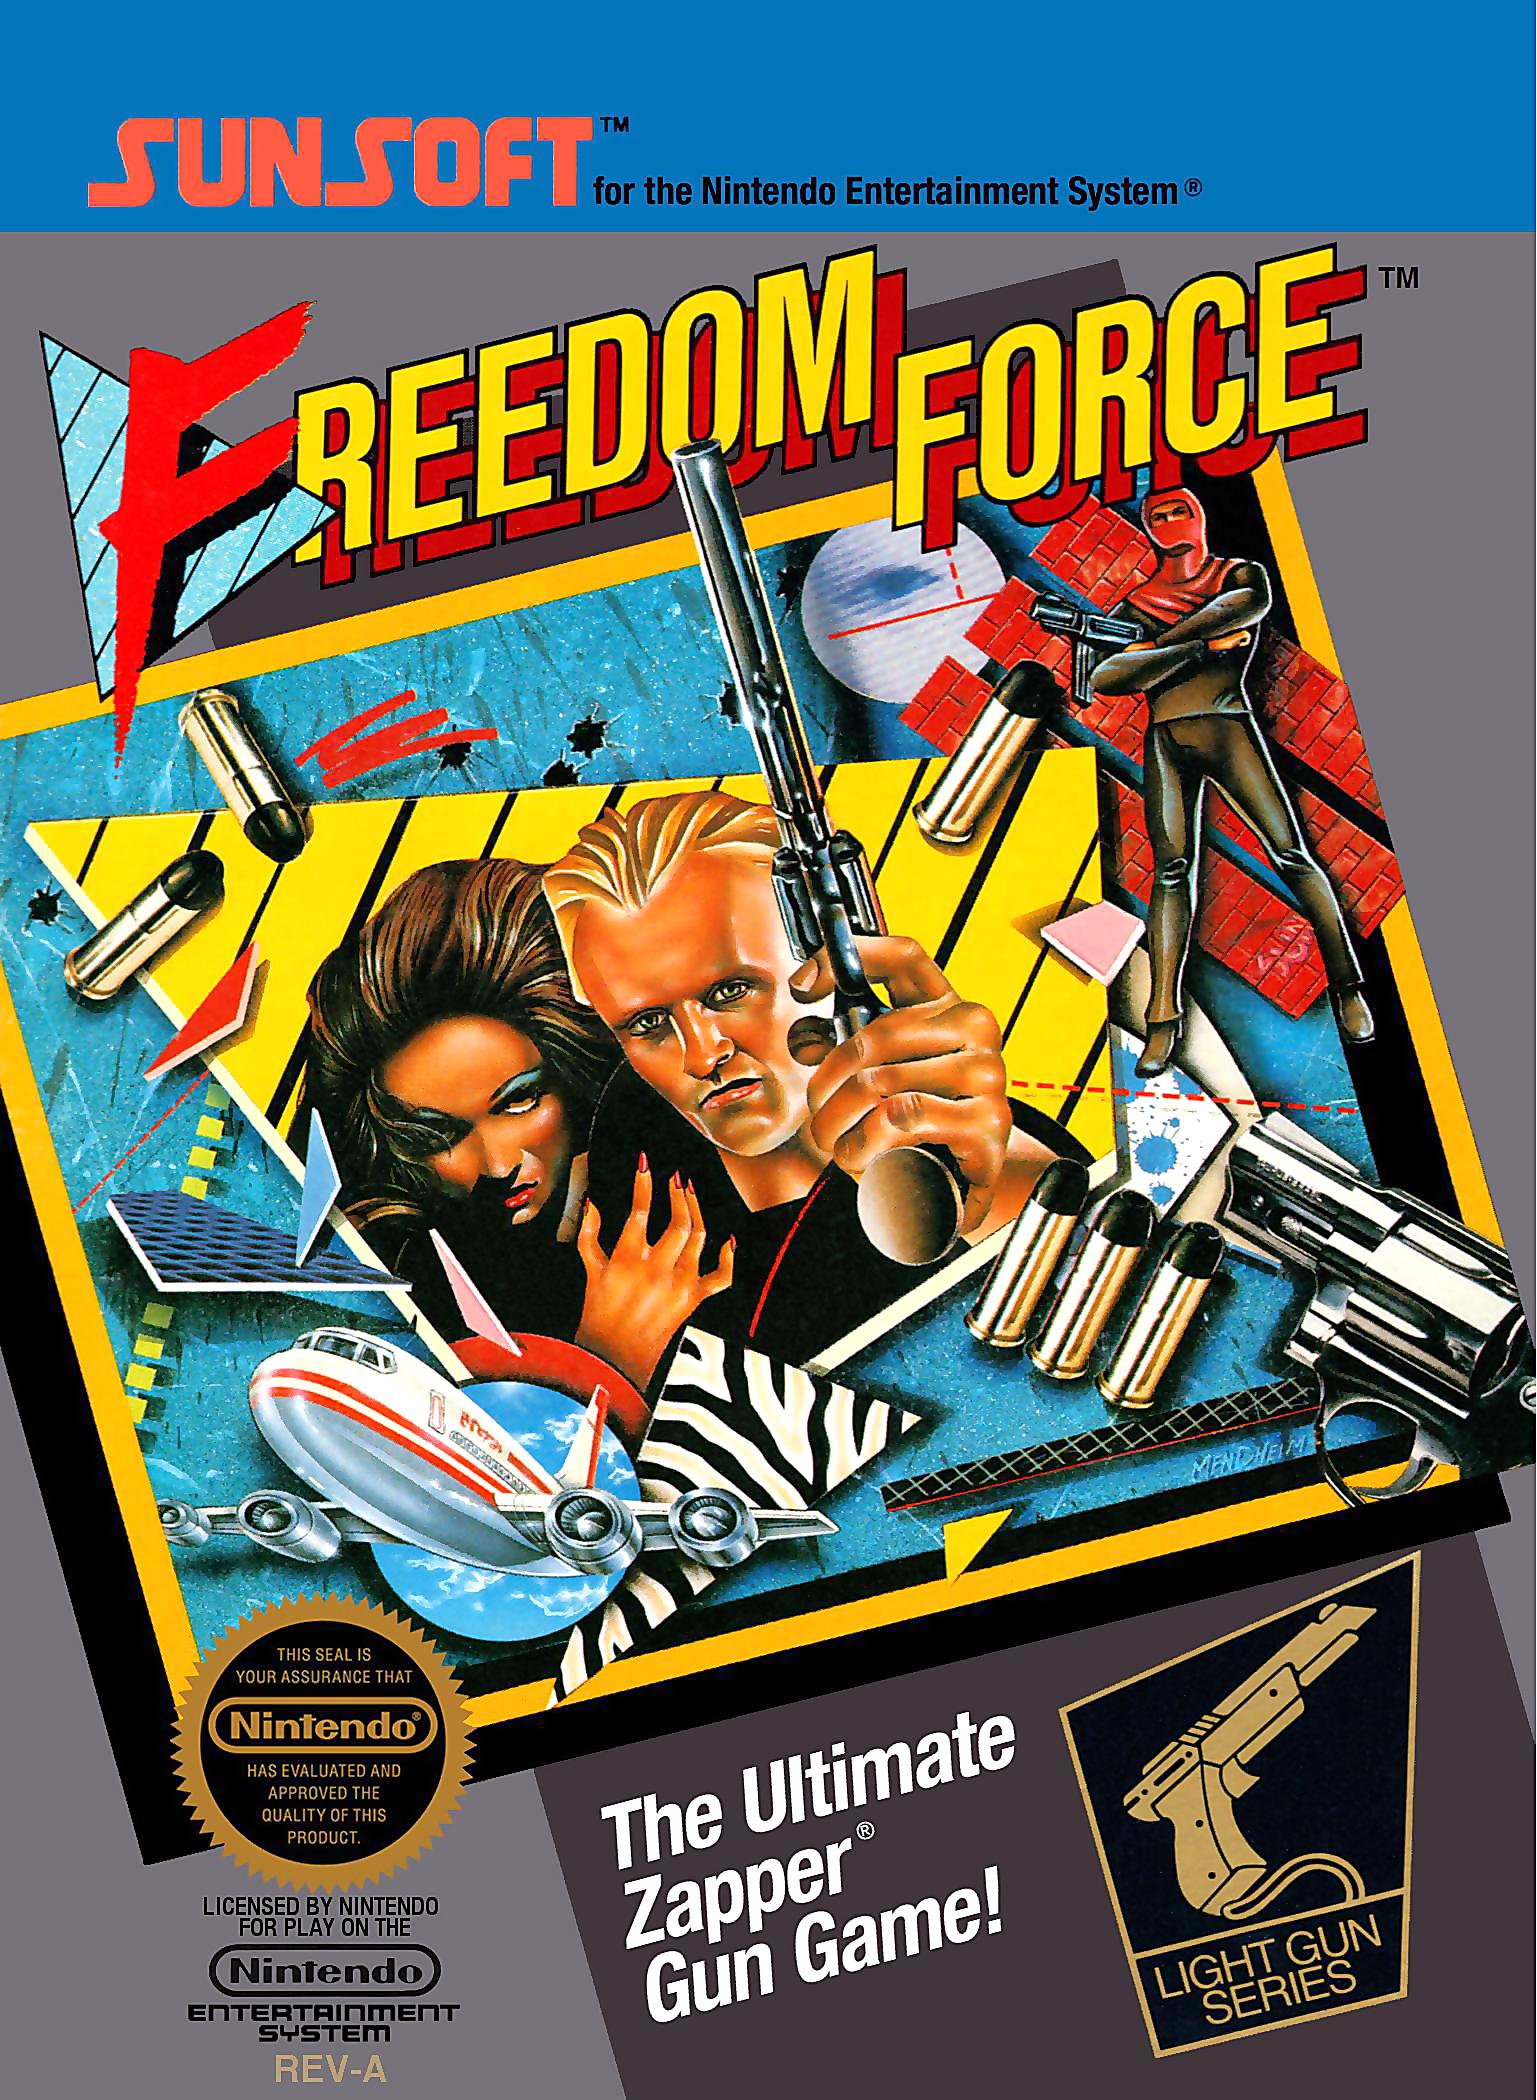 SUNSOFT™
for the Nintendo Entertainment System®
FREEDOM FORCE™
MENDHEIM
THIS SEAL IS
YOUR ASSURANCE THAT
Nintendo®
HAS EVALUATED AND
APPROVED THE
QUALITY OF THIS
PRODUCT.
LICENSED BY NINTENDO
FOR PLAY ON THE
Nintendo
ENTERTAINMENT
SYSTEM
REV-A
The Ultimate
Zapper®
Gun Game!
LIGHT GUN
SERIES